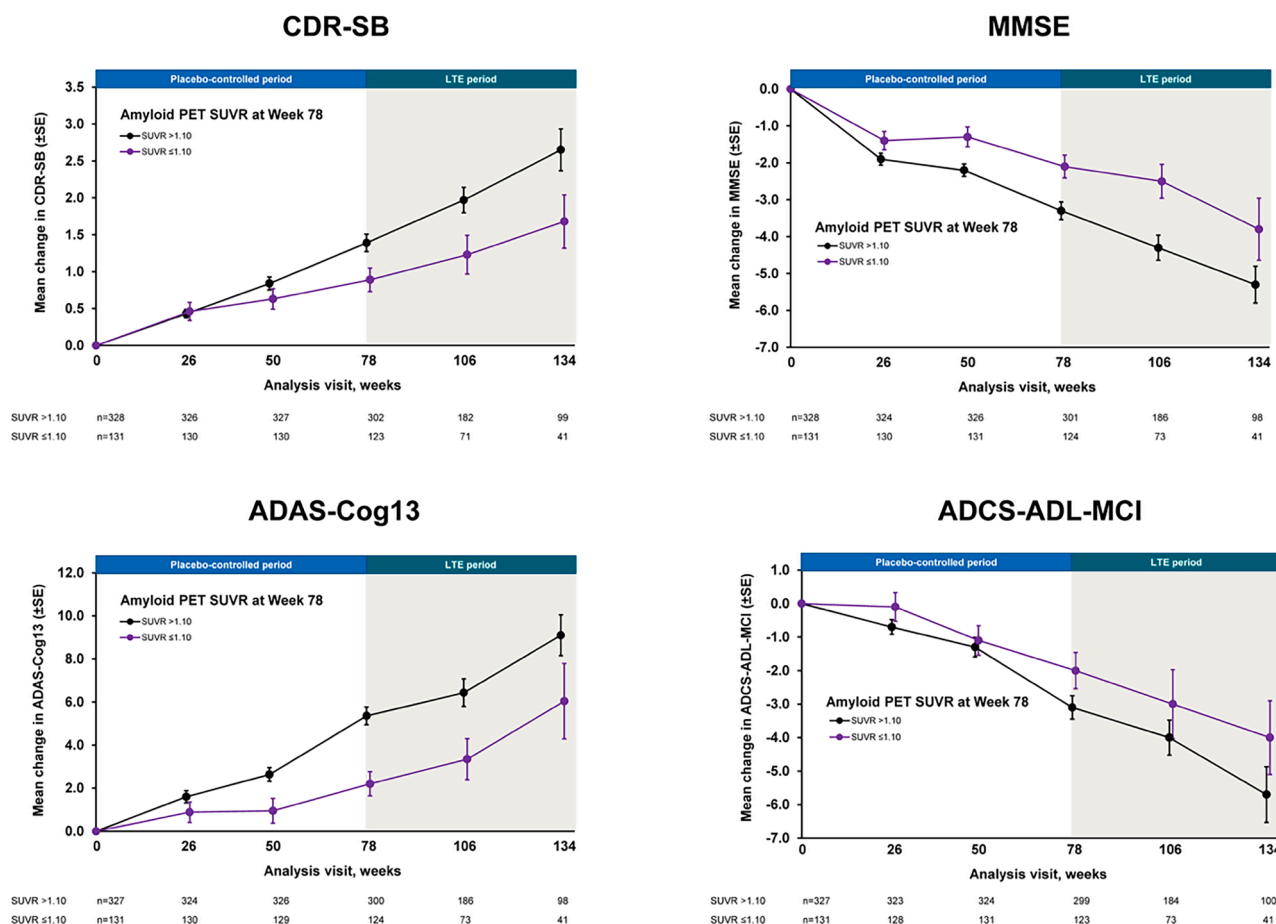 CDR-SB
Placebo-controlled period
LTE period
Mean change in CDR-SB (±SE)
3.5
3.0
2.5
2.0
1.5
1.0
0.5
0.0
Amyloid PET SUVR at Week 78
SUVR >1.10
SUVR ≤1.10
0 26 50 78 106 134
Analysis visit, weeks
SUVR >1.10 n=328 326 327 302 182 99
SUVR ≤1.10 n=131 130 130 123 71 41
MMSE
Placebo-controlled period
LTE period
Mean change in MMSE (±SE)
0.0
-1.0
-2.0
-3.0
-4.0
-5.0
-6.0
-7.0
Amyloid PET SUVR at Week 78
SUVR >1.10
SUVR ≤1.10
0 26 50 78 106 134
Analysis visit, weeks
SUVR >1.10 n=328 324 326 301 186 98
SUVR ≤1.10 n=131 130 131 124 73 41
ADAS-Cog13
Placebo-controlled period
LTE period
Mean change in ADAS-Cog13 (±SE)
12.0
10.0
8.0
6.0
4.0
2.0
0.0
Amyloid PET SUVR at Week 78
SUVR >1.10
SUVR ≤1.10
0 26 50 78 106 134
Analysis visit, weeks
SUVR >1.10 n=327 324 326 300 186 98
SUVR ≤1.10 n=131 130 129 124 73 41
ADCS-ADL-MCI
Placebo-controlled period
LTE period
Mean change in ADCS-ADL-MCI (±SE)
1.0
0.0
-1.0
-2.0
-3.0
-4.0
-5.0
-6.0
-7.0
Amyloid PET SUVR at Week 78
SUVR >1.10
SUVR ≤1.10
0 26 50 78 106 134
Analysis visit, weeks
SUVR >1.10 n=327 323 324 299 184 100
SUVR ≤1.10 n=131 128 131 123 73 41